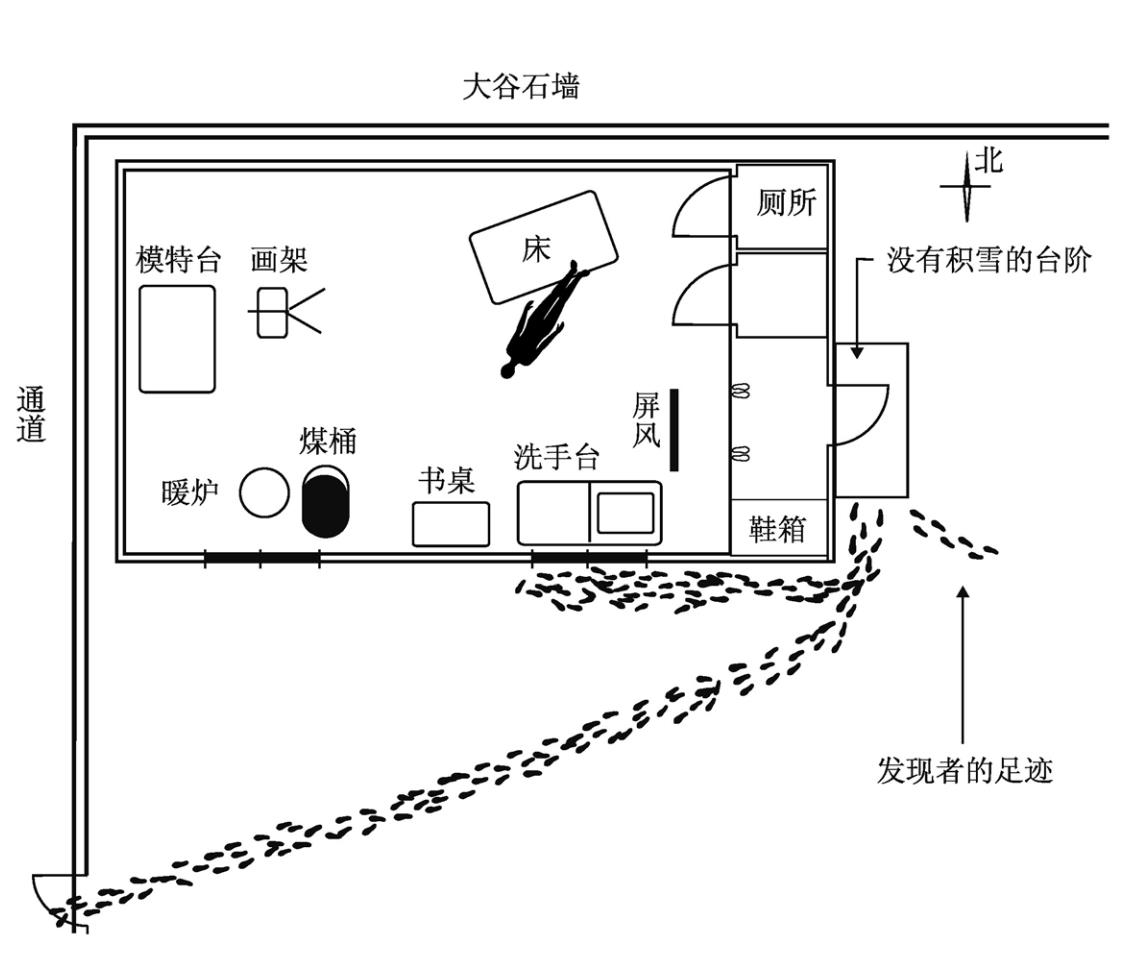 大谷石墙
北
厕所
没有积雪的台阶
模特台
画架
床
通道
屏风
煤桶
洗手台
书桌
暖炉
鞋箱
发现者的足迹